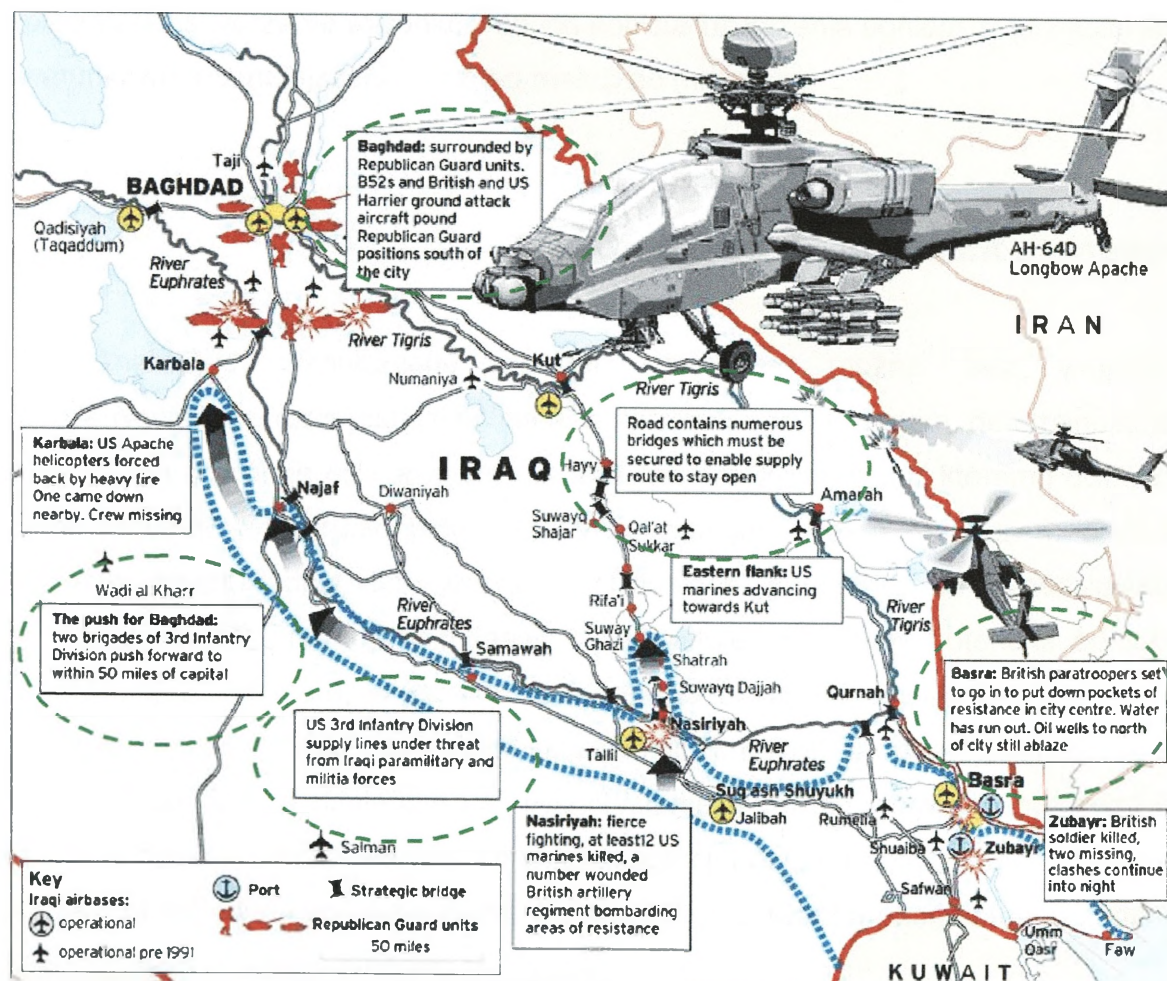 Taji
BAGHDAD
Qadisiyah
(Taqaddum)
River
Euphrates
Baghdad: surrounded by
Republican Guard units.
B52s and British and US
Harrier ground attack
aircraft pound
Republican Guard
positions south of
the city
AH-64D
Longbow Apache
IRAN
River Tigris
Karbala
Numaniya
Kut
River Tigris
Karbala: US Apache
helicopters forced
back by heavy fire
One came down
nearby. Crew missing
Road contains numerous
bridges which must be
secured to enable supply
route to stay open
IRAQ
Hayy
Najaf
Diwaniyah
Amarah
Suwayq
Shajar
Qal'at
Sukkar
Wadi al Kharr
Eastern flank: US
marines advancing
towards Kut
The push for Baghdad:
two brigades of 3rd Infantry
Division push forward to
within 50 miles of capital
River
Euphrates
Rifa'i
River
Tigris
Samawah
Suway
Ghazi
Shatrah
Suwayq Dajjah
Qurnah
Basra: British paratroopers set
to go in to put down pockets of
resistance in city centre. Water
has run out. Oil wells to north
of city still ablaze
US 3rd Infantry Division
supply lines under threat
from Iraqi paramilitary and
militia forces
Nasiriyah
Tallil
River
Euphrates
Basra
Suq ash Shuyukh
Jalibah
Rumelia
Nasiriyah: fierce
fighting, at least12 US
marines killed, a
number wounded
British artillery
regiment bombarding
areas of resistance
Shuaiba
Zubayr
Zubayr: British
soldier killed,
two missing,
clashes continue
into night
Salman
Safwan
Umm
Qasr
Faw
KUWAIT
Key
Iraqi airbases:
operational
operational pre 1991
Port
Strategic bridge
Republican Guard units
50 miles